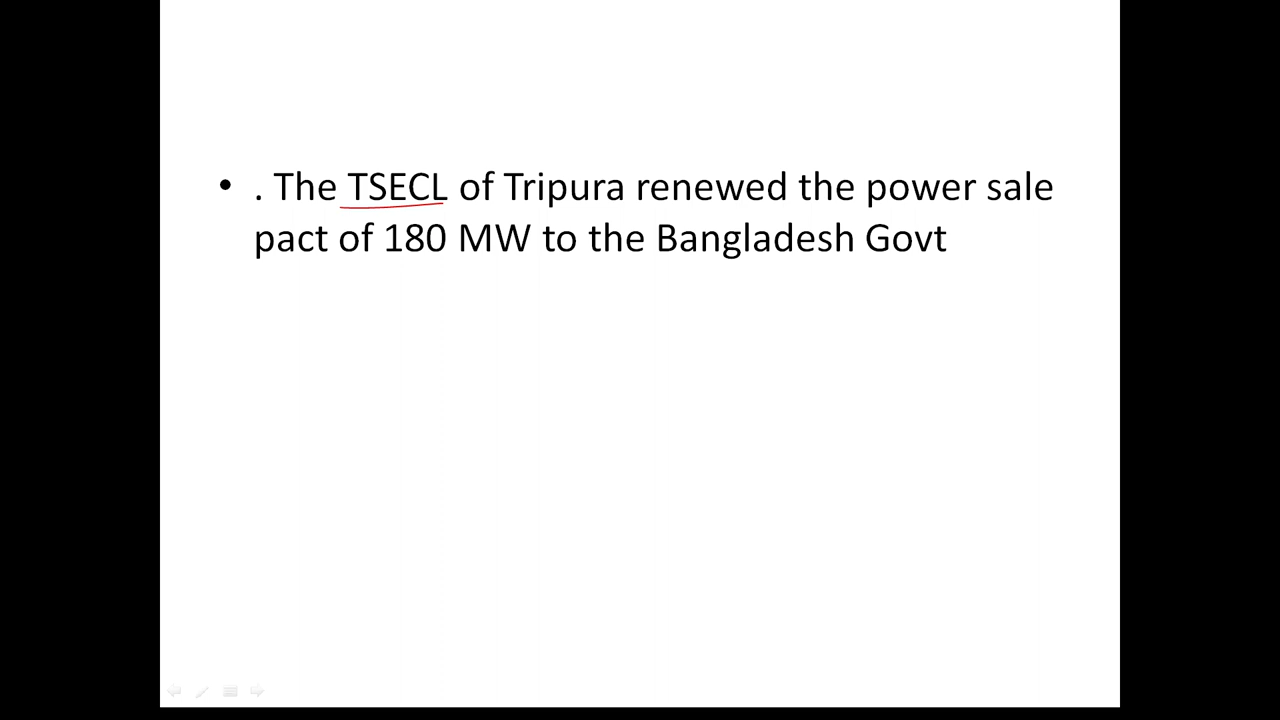 • . The TSECL of Tripura renewed the power sale
pact of 180 MW to the Bangladesh Govt